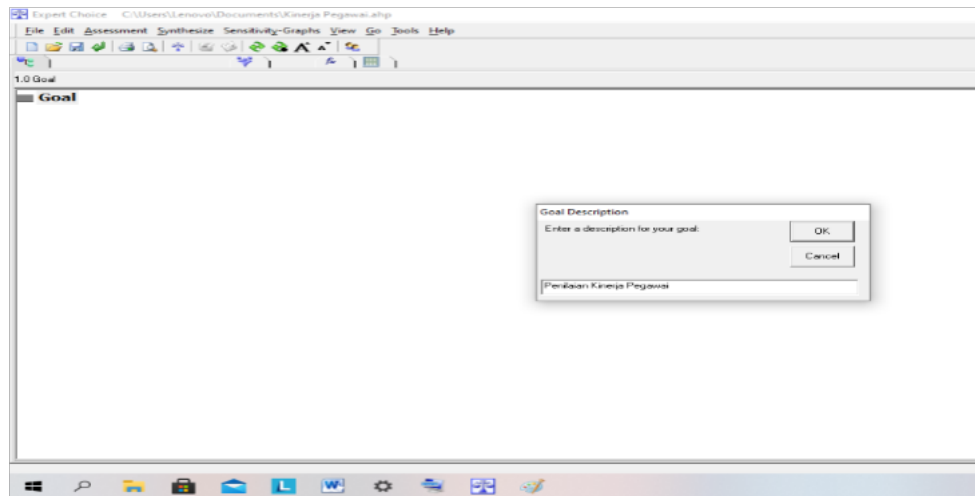 Expert Choice C:\Users\Lenovo\Documents\Kinerja Pegawai.ahp
File Edit Assessment Synthesize Sensitivity-Graphs View Go Tools Help
1.0 Goal
Goal
Goal Description
Enter a description for your goal:
OK
Cancel
Penilaian Kinerja Pegawai